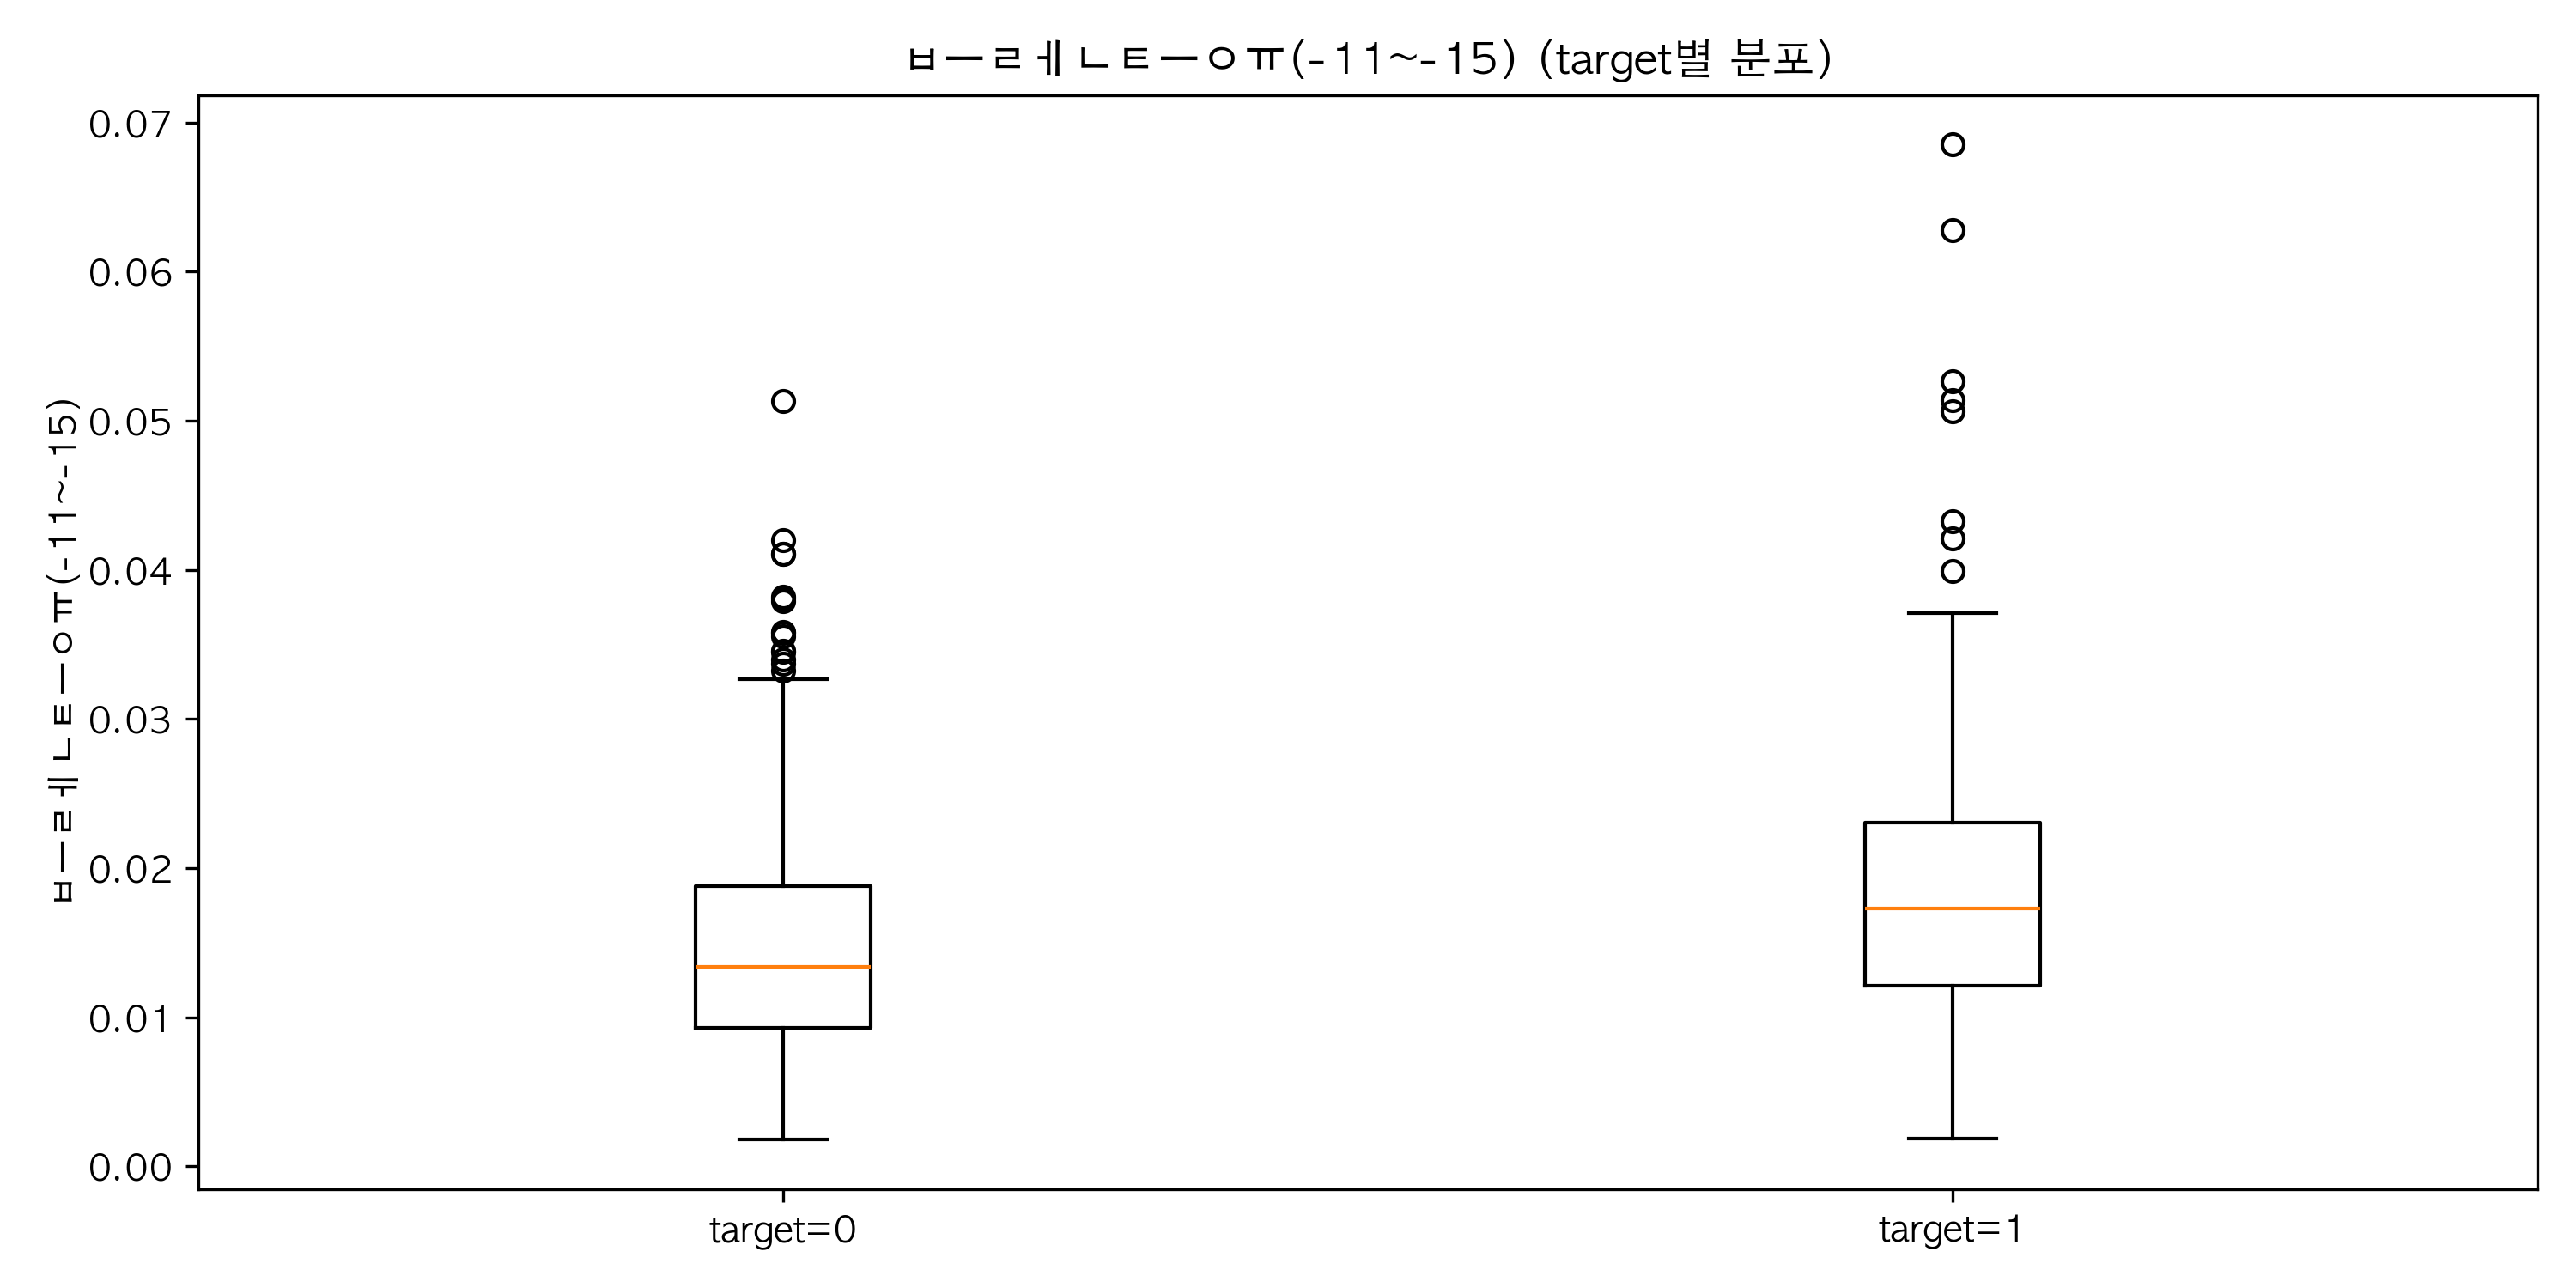 ㅂㅡㄹㅔㄴㅌㅡㅇㅠ(-11~-15) (target별 분포)
ㅂㅡㄹㅔㄴㅌㅡㅇㅠ(-11~-15)
0.07
0.06
0.05
0.04
0.03
0.02
0.01
0.00
target=0
target=1